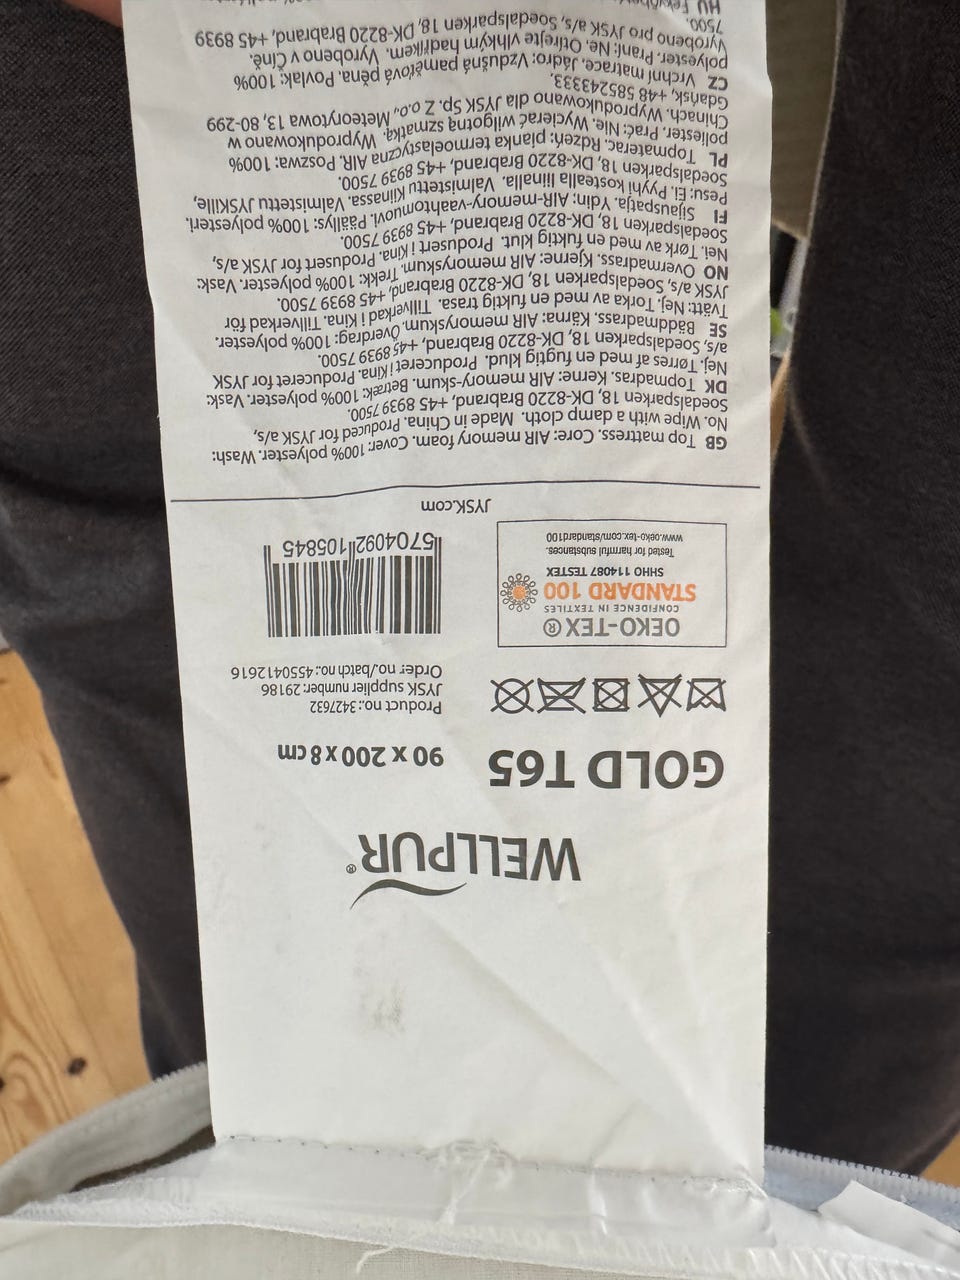 WELLPUR®
GOLD T65
90 x 200 x 8 cm
Product no.: 3427632
JYSK supplier number: 29186
Order no./batch no.: 4550412616
OEKO-TEX®
CONFIDENCE IN TEXTILES
STANDARD 100
SHHO 114087 TESTEX
Tested for harmful substances.
www.oeko-tex.com/standard100
5704092105845
JYSK.com
GB Top mattress. Core: AIR memory foam. Cover: 100% polyester. Wash:
No. Wipe with a damp cloth. Made in China. Produced for JYSK a/s,
Soedalsparken 18, DK-8220 Brabrand, +45 8939 7500.
DK Topmadras. Kerne: AIR memory-skum. Betræk: 100% polyester. Vask:
Nej. Tørres af med en fugtig klud. Produceret i Kina. Produceret for JYSK
a/s, Soedalsparken 18, DK-8220 Brabrand, +45 8939 7500.
SE Bäddmadrass. Kärna: AIR memoryskum. Överdrag: 100% polyester.
Tvätt: Nej. Torka av med en fuktig trasa. Tillverkad i Kina. Tillverkad för
JYSK a/s, Soedalsparken 18, DK-8220 Brabrand, +45 8939 7500.
NO Overmadrass. Kjerne: AIR memoryskum. Trekk: 100% polyester. Vask:
Nei. Tørk av med en fuktig klut. Produsert i Kina. Produsert for JYSK a/s,
Soedalsparken 18, DK-8220 Brabrand, +45 8939 7500.
FI Sijauspatja. Ydin: AIR-memory-vaahtomuovi. Päällys: 100% polyesteri.
Pesu: Ei. Pyyhi kostealla liinalla. Valmistettu Kiinassa. Valmistettu JYSKille,
Soedalsparken 18, DK-8220 Brabrand, +45 8939 7500.
PL Topmaterac. Rdzeń: pianka termoelastyczna AIR. Poszwa: 100%
poliester. Prać: Nie. Wycierać wilgotną szmatką. Wyprodukowano w
Chinach. Wyprodukowano dla JYSK Sp. Z o.o., Meteorytowa 13, 80-299
Gdańsk, +48 585243333.
CZ Vrchní matrace. Jádro: Vzdušná paměťová pěna. Povlak: 100%
polyester. Praní: Ne. Otírejte vlhkým hadříkem. Vyrobeno v Číně.
Vyrobeno pro JYSK a/s, Soedalsparken 18, DK-8220 Brabrand, +45 8939
7500.
HU